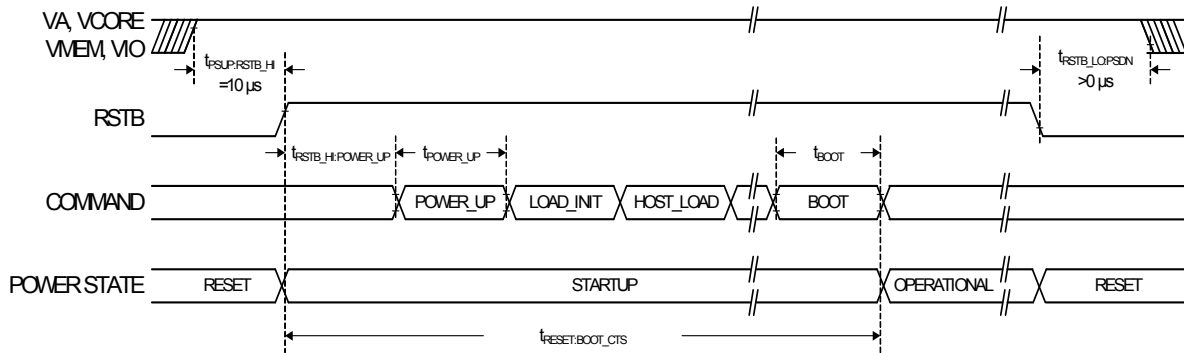 VA, VCORE
VMEM, VIO
tPSUP:RSTB_HI
=10 µs
tRSTB_LO:PSDN
>0 µs
RSTB
tRSTB_HI:POWER_UP
tPOWER_UP
tBOOT
COMMAND
POWER_UP
LOAD_INIT
HOST_LOAD
BOOT
POWER STATE
RESET
STARTUP
OPERATIONAL
RESET
tRESET:BOOT_CTS